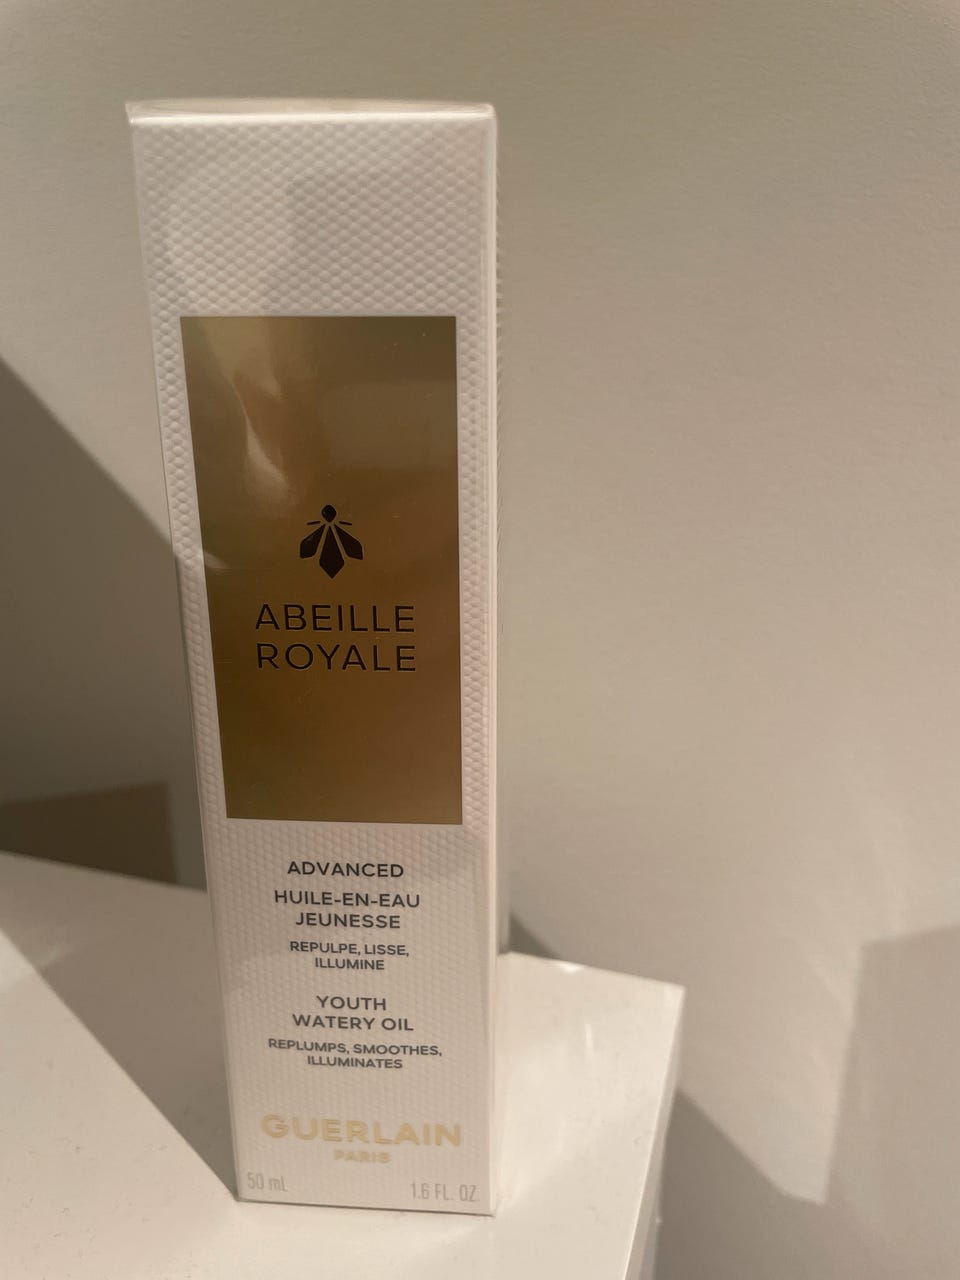 ABEILLE
ROYALE
ADVANCED
HUILE-EN-EAU
JEUNESSE
REPULPE, LISSE,
ILLUMINE
YOUTH
WATERY OIL
REPLUMPS, SMOOTHES,
ILLUMINATES
GUERLAIN
PARIS
50 mL 1.6 FL. OZ.